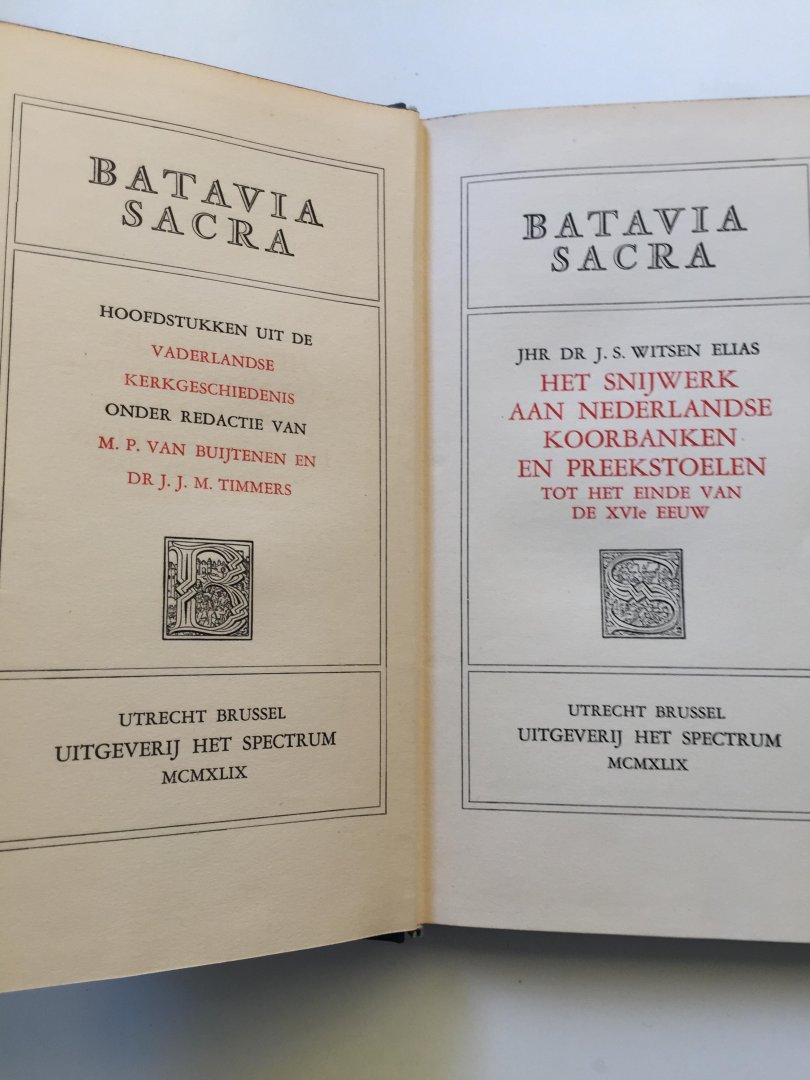 BATAVIA
SACRA
HOOFDSTUKKEN UIT DE
VADERLANDSE
KERKGESCHIEDENIS
ONDER REDACTIE VAN
M. P. VAN BUIJTENEN EN
DR J. J. M. TIMMERS
B
UTRECHT BRUSSEL
UITGEVERIJ HET SPECTRUM
MCMXLIX
BATAVIA
SACRA
JHR DR J. S. WITSEN ELIAS
HET SNIJWERK
AAN NEDERLANDSE
KOORBANKEN
EN PREEKSTOELEN
TOT HET EINDE VAN
DE XVIe EEUW
S
UTRECHT BRUSSEL
UITGEVERIJ HET SPECTRUM
MCMXLIX